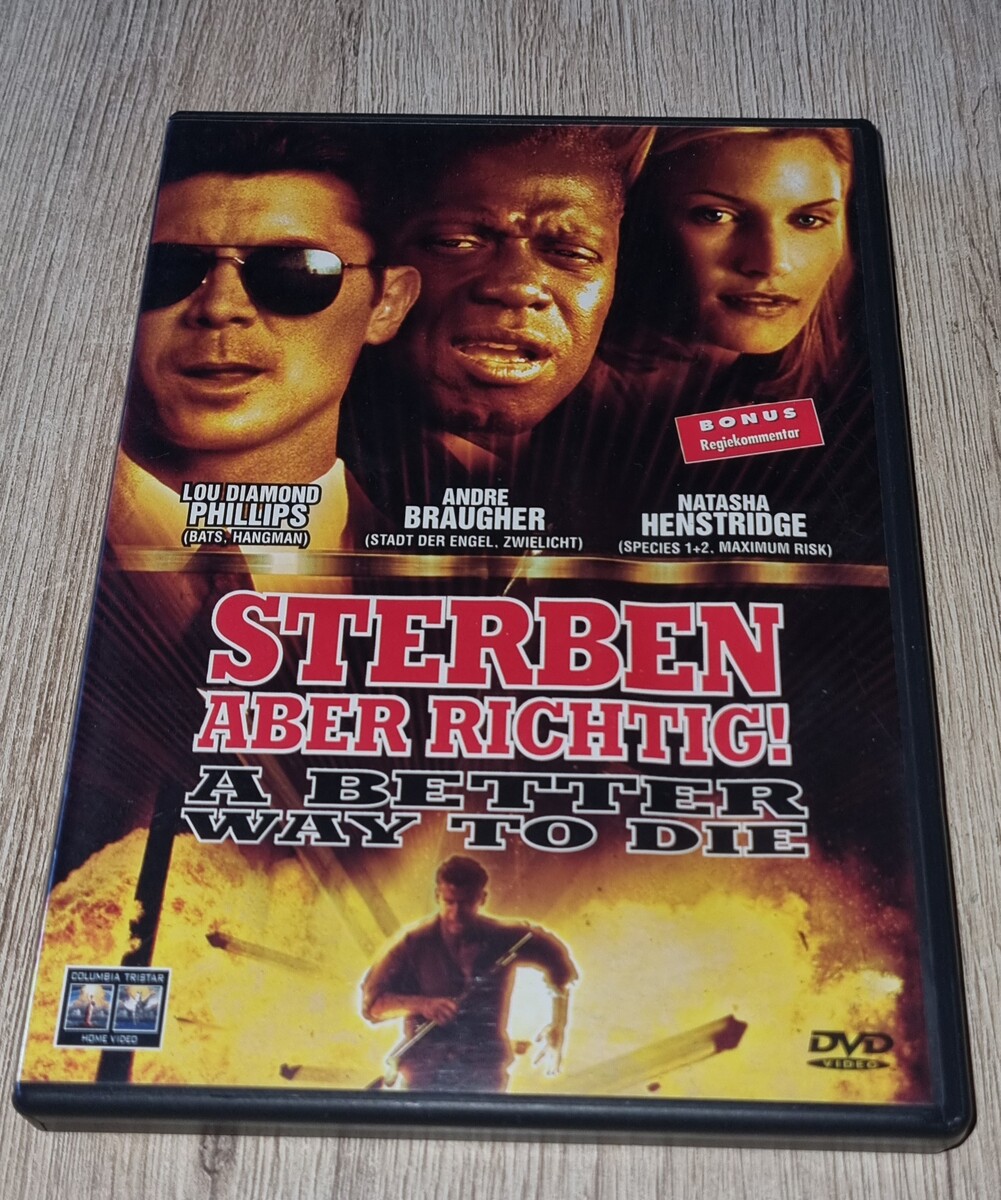 BONUS
Regiekommentar
LOU DIAMOND
PHILLIPS
(BATS, HANGMAN)
ANDRE
BRAUGHER
(STADT DER ENGEL, ZWIELICHT)
NATASHA
HENSTRIDGE
(SPECIES 1+2, MAXIMUM RISK)
STERBEN
ABER RICHTIG!
A BETTER
WAY TO DIE
COLUMBIA TRISTAR
HOME VIDEO
DVD
VIDEO